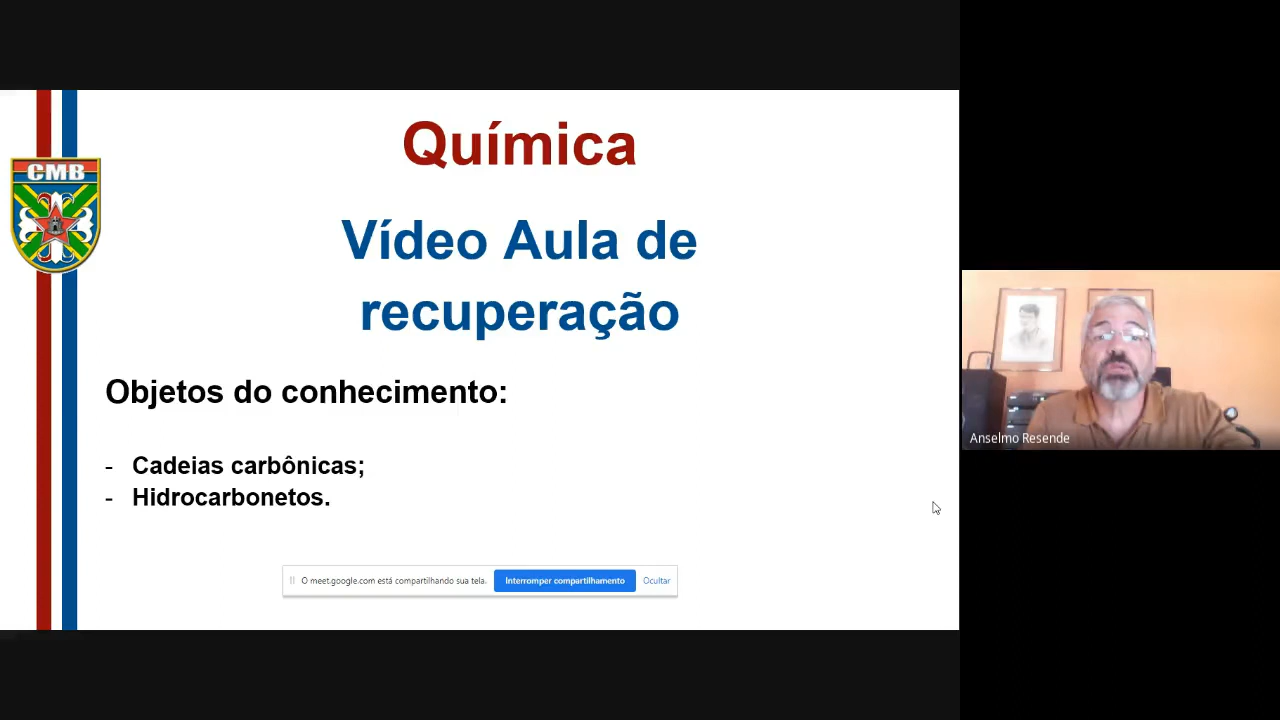 CMB
Química
Vídeo Aula de
recuperação
Objetos do conhecimento:
- Cadeias carbônicas;
- Hidrocarbonetos.
O meet.google.com está compartilhando sua tela. Interromper compartilhamento Ocultar
Anselmo Resende